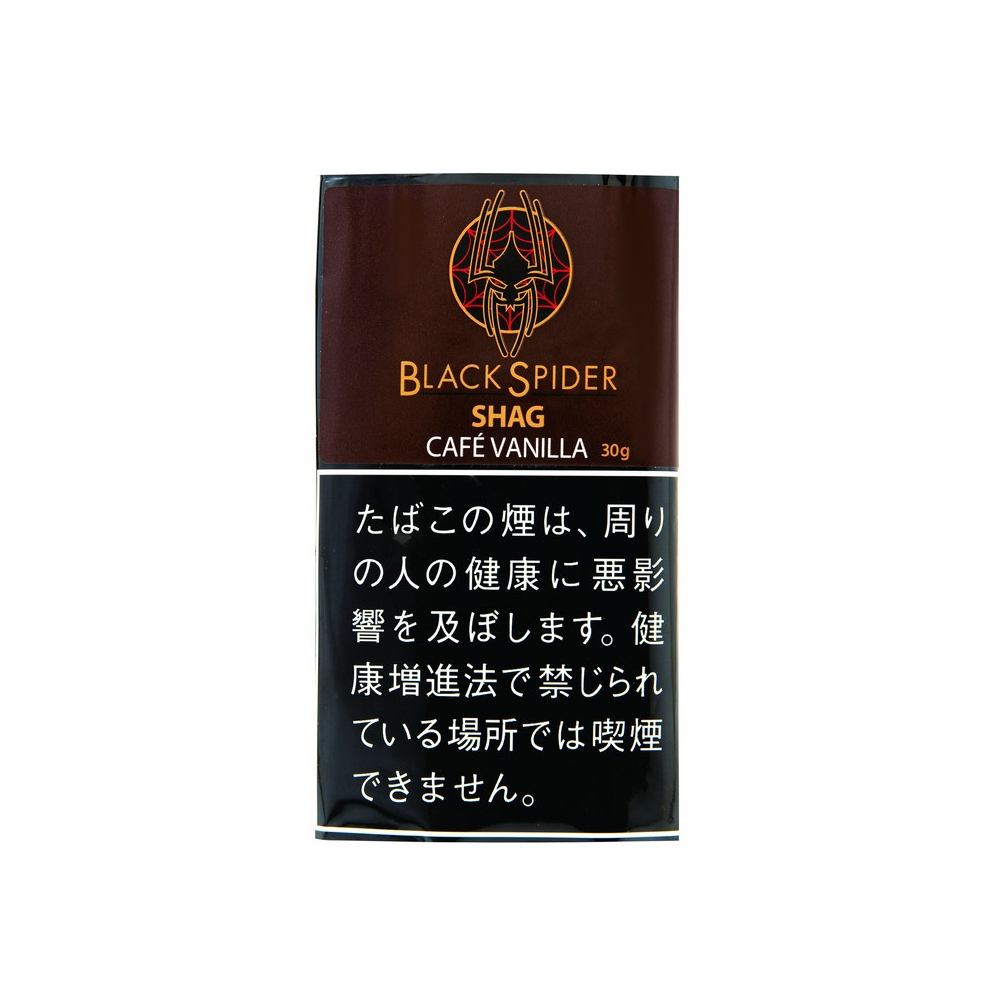 BLACK SPIDER
SHAG
CAFÉ VANILLA 30g
たばこの煙は、周り
の人の健康に悪影
響を及ぼします。健
康増進法で禁じられ
ている場所では喫煙
できません。